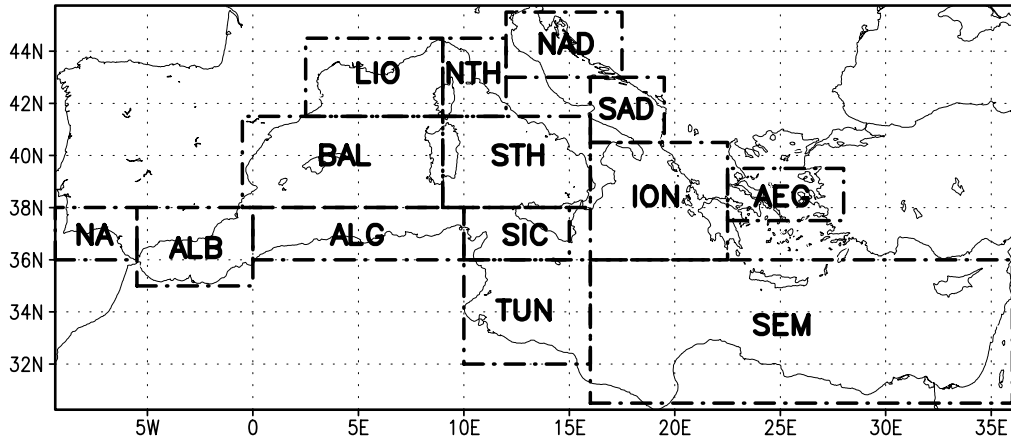 44N
NAD
LIO
NTH
42N
SAD
40N
BAL
STH
38N
ION
AEG
NA
ALB
ALG
SIC
36N
34N
TUN
SEM
32N
5W 0 5E 10E 15E 20E 25E 30E 35E